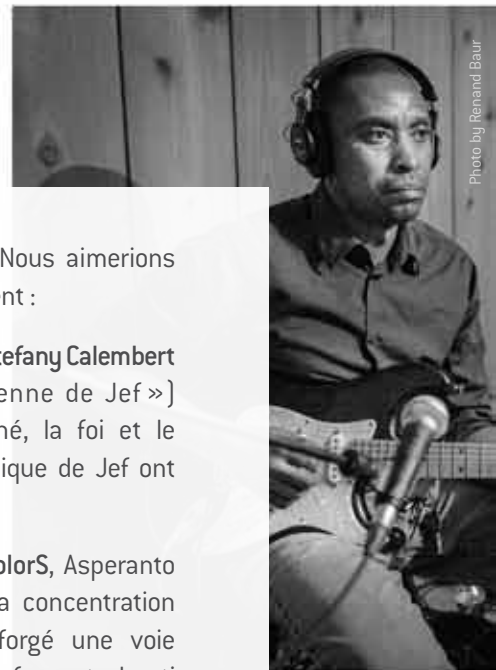 Photo by Renand Baur
Nous aimerions
ent :
tefany Calembert
enne de Jef »)
né, la foi et le
ique de Jef ont
olorS, Asperanto
a concentration
forgé une voie